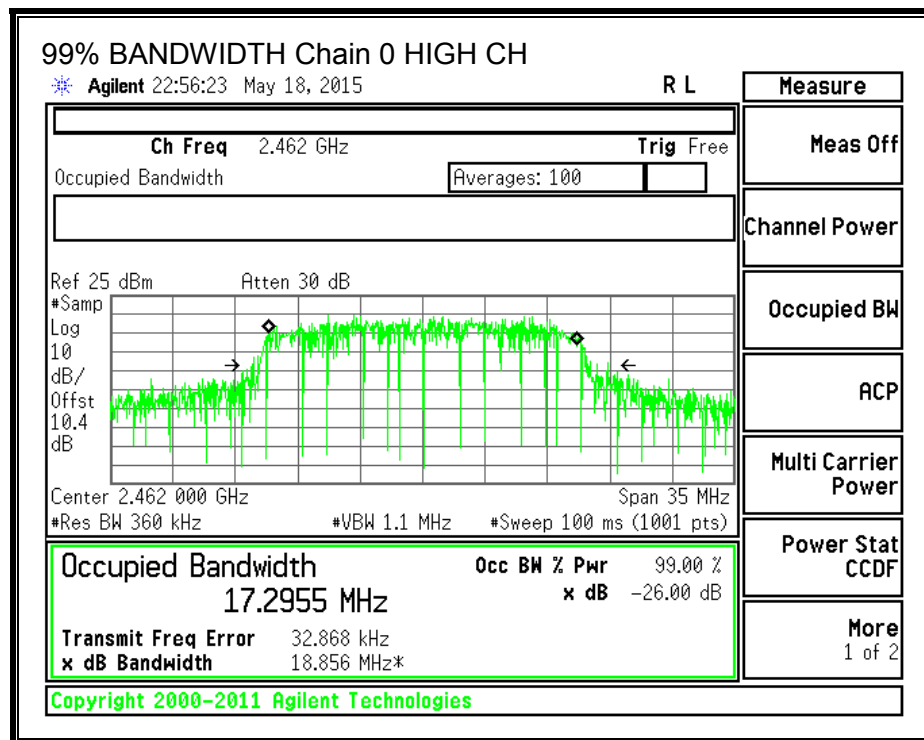 99% BANDWIDTH Chain 0 HIGH CH
Agilent 22:56:23 May 18, 2015 R L
Measure
Ch Freq 2.462 GHz Trig Free
Meas Off
Occupied Bandwidth Averages: 100
Channel Power
Ref 25 dBm Atten 30 dB
#Samp
Log
10
dB/
Offst
10.4
dB
Occupied BW
ACP
Multi Carrier
Power
Center 2.462 000 GHz Span 35 MHz
#Res BW 360 kHz #VBW 1.1 MHz #Sweep 100 ms (1001 pts)
Power Stat
CCDF
Occupied Bandwidth Occ BW % Pwr 99.00 %
17.2955 MHz x dB -26.00 dB
Transmit Freq Error 32.868 kHz
x dB Bandwidth 18.856 MHz*
More
1 of 2
Copyright 2000-2011 Agilent Technologies